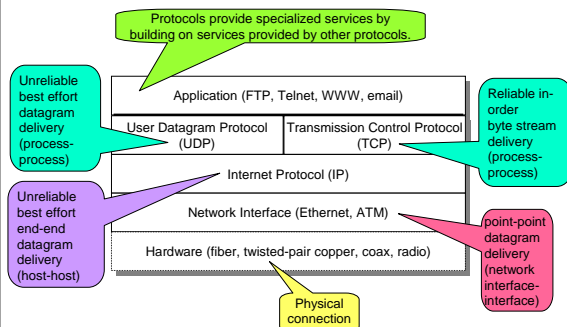 Protocols provide specialized services by
building on services provided by other protocols.
Unreliable
best effort
datagram
delivery
(process-
process)
Application (FTP, Telnet, WWW, email)
User Datagram Protocol
(UDP)
Transmission Control Protocol
(TCP)
Reliable in-
order
byte stream
delivery
(process-
process)
Internet Protocol (IP)
Unreliable
best effort
end-end
datagram
delivery
(host-host)
Network Interface (Ethernet, ATM)
point-point
datagram
delivery
(network
interface-
interface)
Hardware (fiber, twisted-pair copper, coax, radio)
Physical
connection